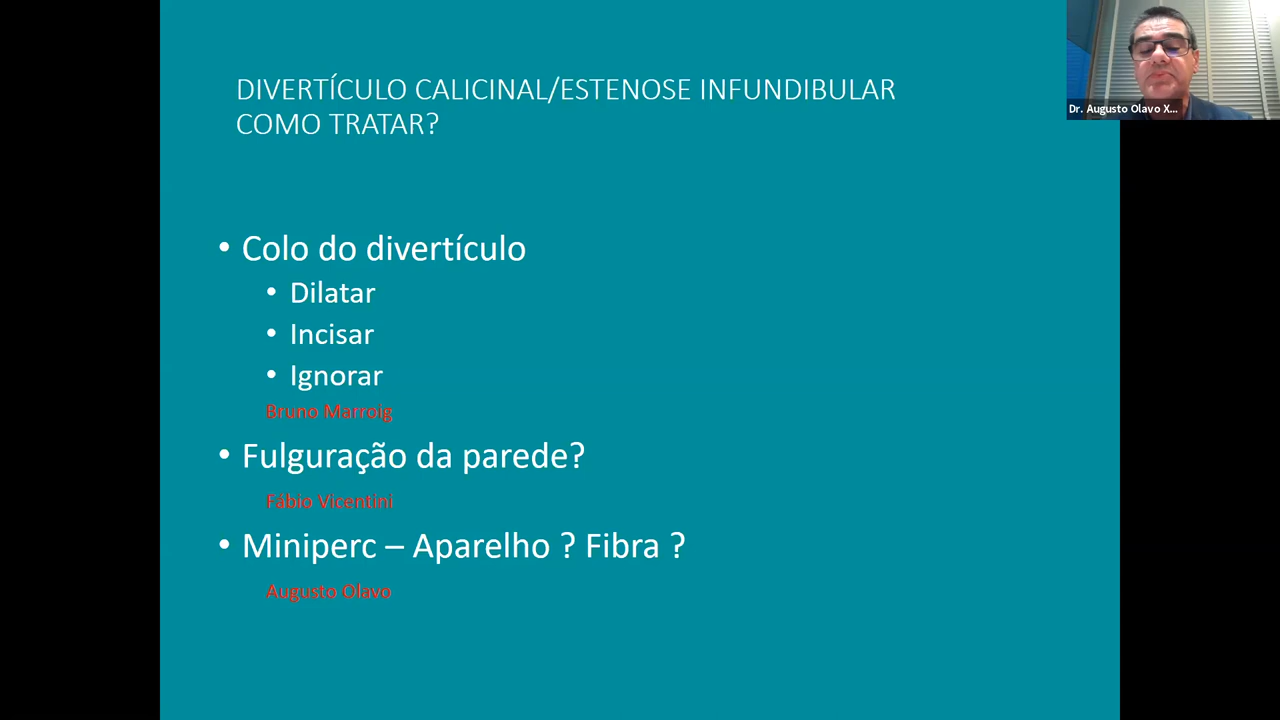 DIVERTÍCULO CALICINAL/ESTENOSE INFUNDIBULAR
COMO TRATAR?
Dr. Augusto Olavo X...
• Colo do divertículo
• Dilatar
• Incisar
• Ignorar
Bruno Marroig
• Fulguração da parede?
Fábio Vicentini
• Miniperc – Aparelho ? Fibra ?
Augusto Olavo